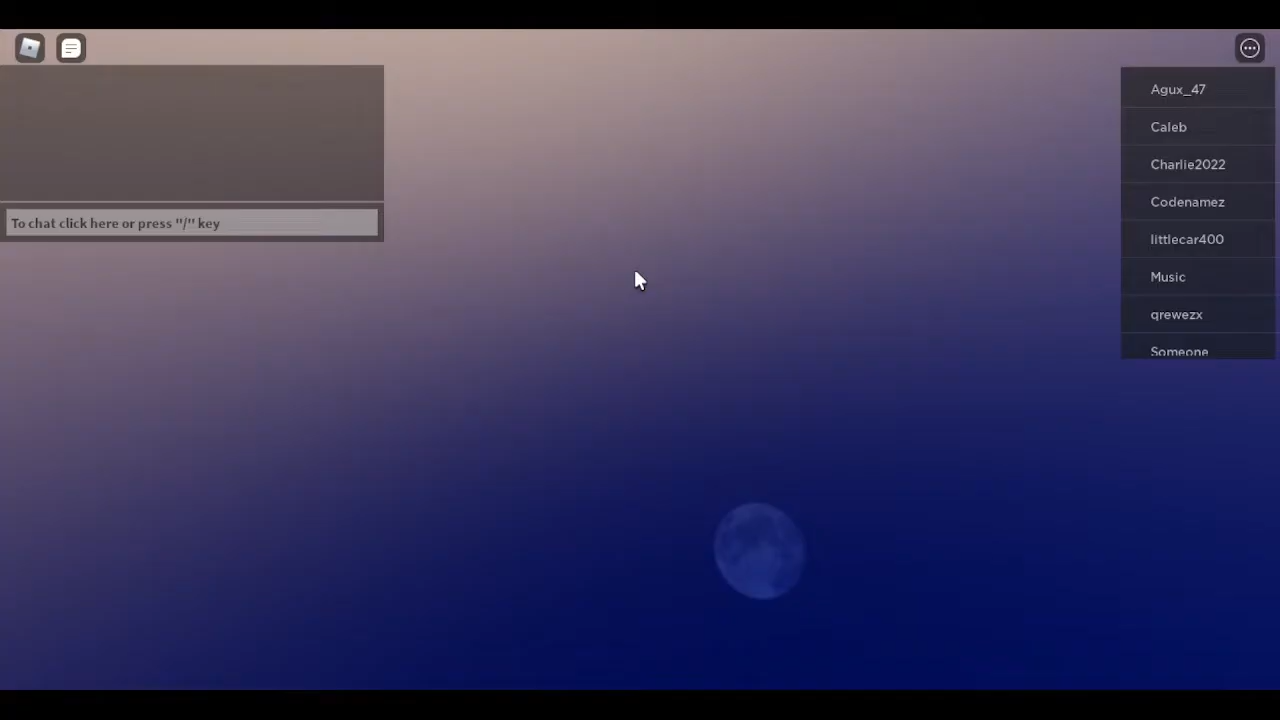 To chat click here or press "/" key
Agux_47
Caleb
Charlie2022
Codenamez
littlecar400
Music
qrewezx
Someone